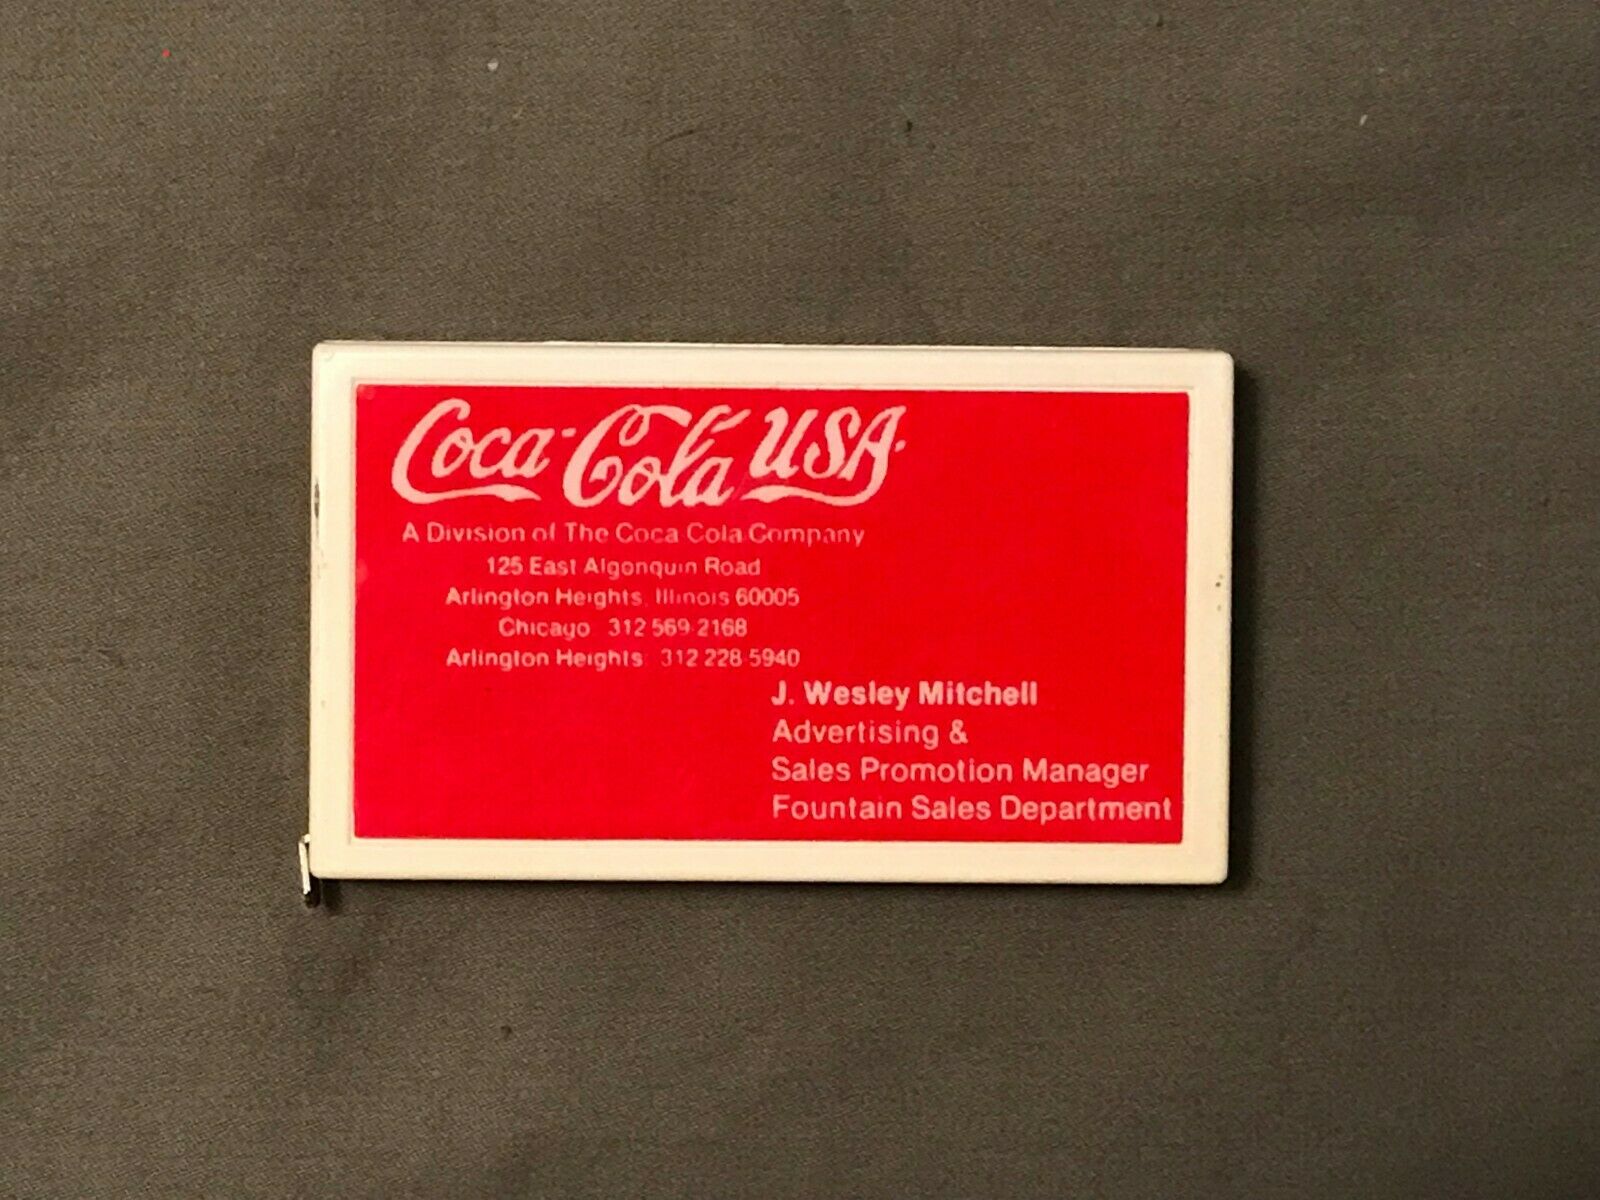 Coca-Cola USA
A Division of The Coca Cola Company
125 East Algonquin Road
Arlington Heights, Illinois 60005
Chicago: 312 569-2168
Arlington Heights: 312 228-5940
J. Wesley Mitchell
Advertising &
Sales Promotion Manager
Fountain Sales Department